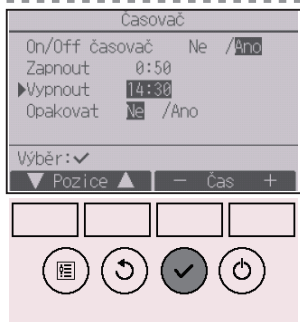 Časovač
On/Off časovač Ne /Ano
Zapnout 0:50
▶Vypnout 14:30
Opakovat Ne /Ano
Výběr:✓
▼ Pozice ▲ − Čas +